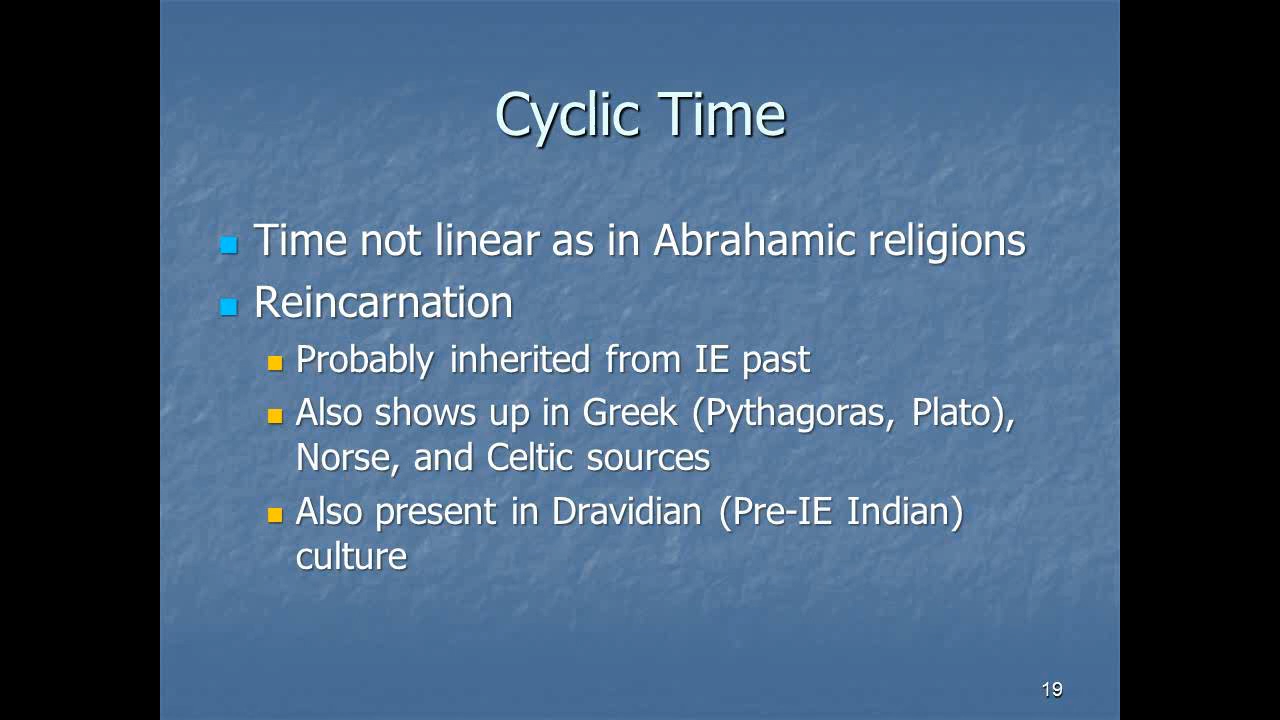 Cyclic Time
Time not linear as in Abrahamic religions
Reincarnation
Probably inherited from IE past
Also shows up in Greek (Pythagoras, Plato),
Norse, and Celtic sources
Also present in Dravidian (Pre-IE Indian)
culture
19